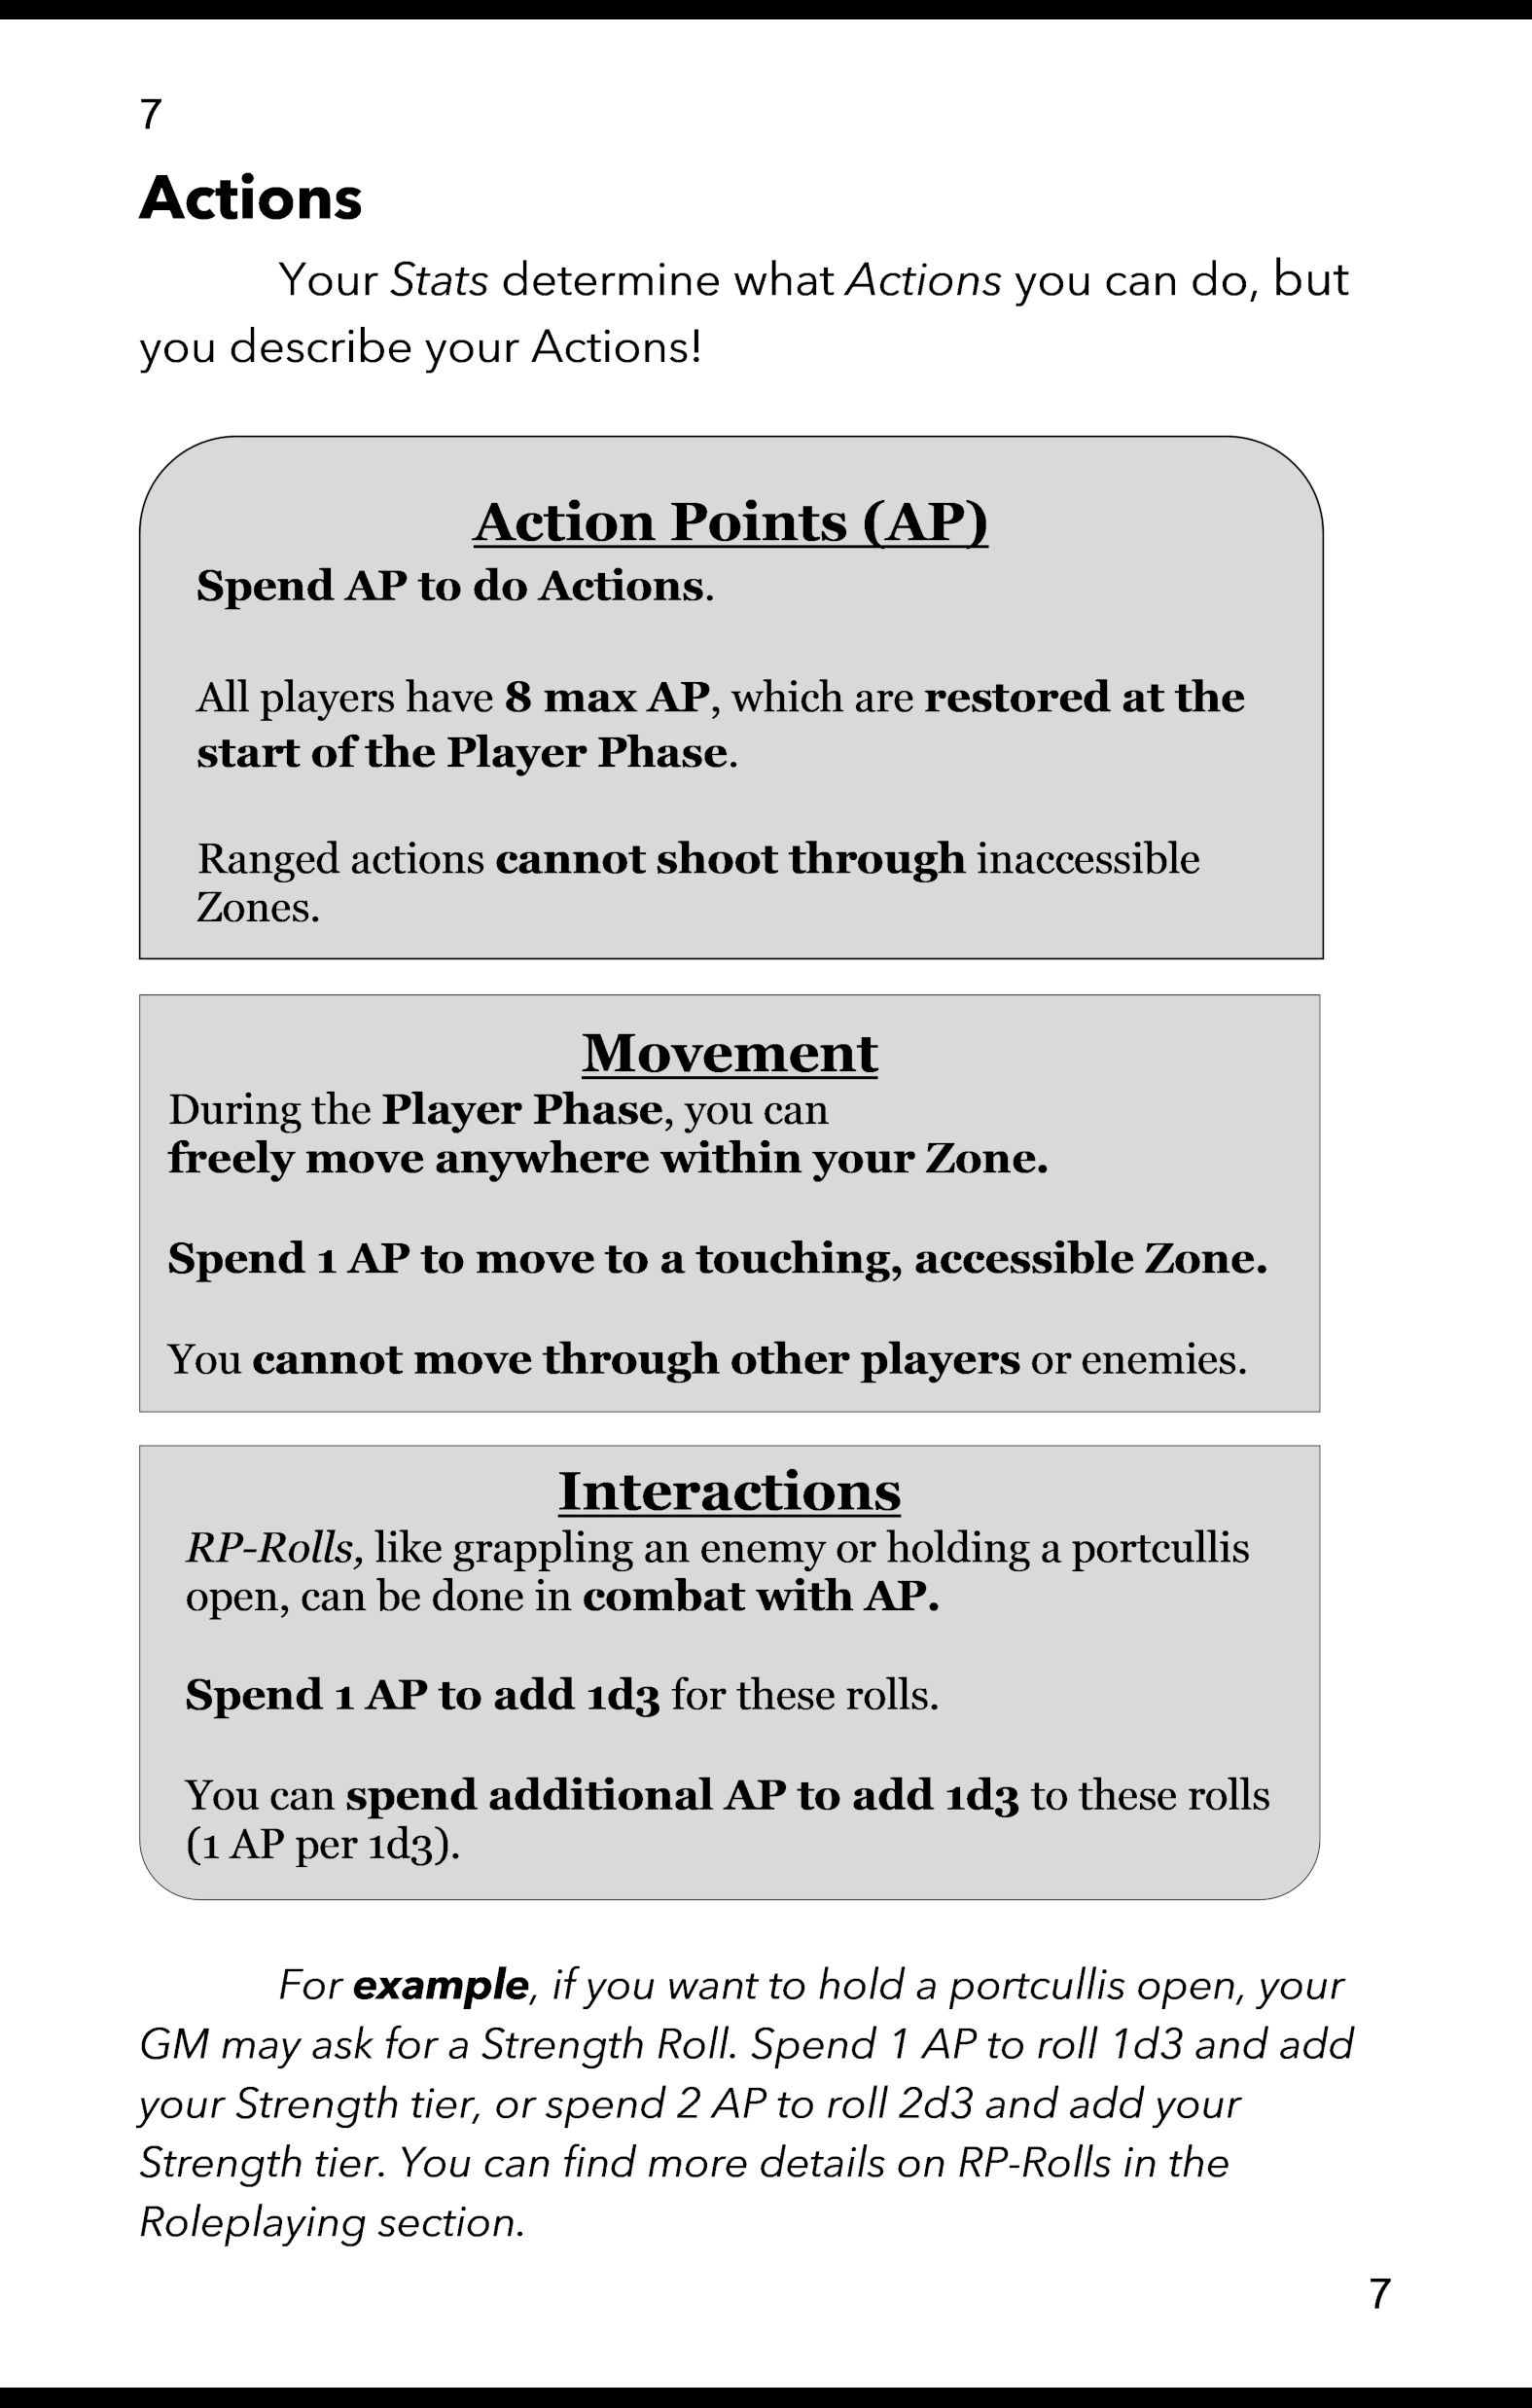 7
Actions
Your Stats determine what Actions you can do, but
you describe your Actions!
Action Points (AP)
Spend AP to do Actions.
All players have 8 max AP, which are restored at the
start of the Player Phase.
Ranged actions cannot shoot through inaccessible
Zones.
Movement
During the Player Phase, you can
freely move anywhere within your Zone.
Spend 1 AP to move to a touching, accessible Zone.
You cannot move through other players or enemies.
Interactions
RP-Rolls, like grappling an enemy or holding a portcullis
open, can be done in combat with AP.
Spend 1 AP to add 1d3 for these rolls.
You can spend additional AP to add 1d3 to these rolls
(1 AP per 1d3).
For example, if you want to hold a portcullis open, your
GM may ask for a Strength Roll. Spend 1 AP to roll 1d3 and add
your Strength tier, or spend 2 AP to roll 2d3 and add your
Strength tier. You can find more details on RP-Rolls in the
Roleplaying section.
7